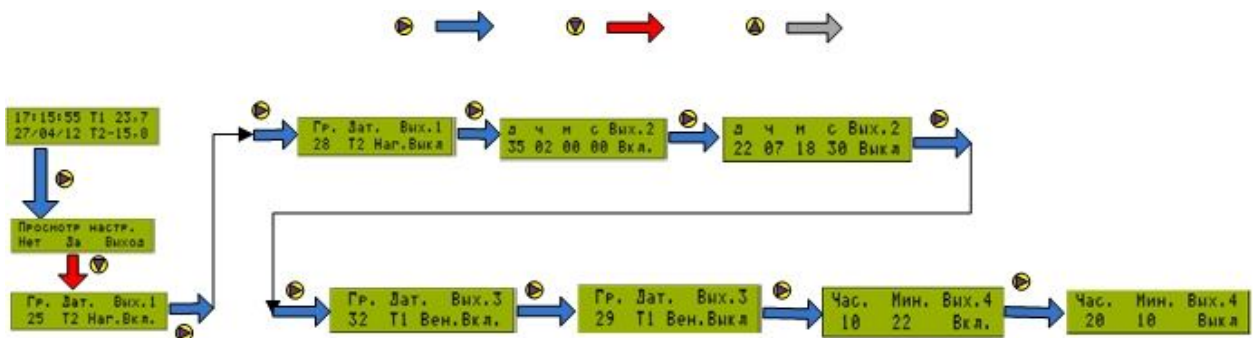 17:15:55 T1 23,7
27/04/12 T2-15,8
Просмотр настр.
Нет Да Выход
Гр. Дат. Вых.1
25 T2 Наг.Вкл.
Гр. Дат. Вых.1
28 T2 Наг.Выкл
д ч м с Вых.2
35 02 00 00 Вкл.
д ч м с Вых.2
22 07 18 30 Выкл
Гр. Дат. Вых.3
32 T1 Вен.Вкл.
Гр. Дат. Вых.3
29 T1 Вен.Выкл
Час. Мин. Вых.4
10 22 Вкл.
Час. Мин. Вых.4
20 10 Выкл